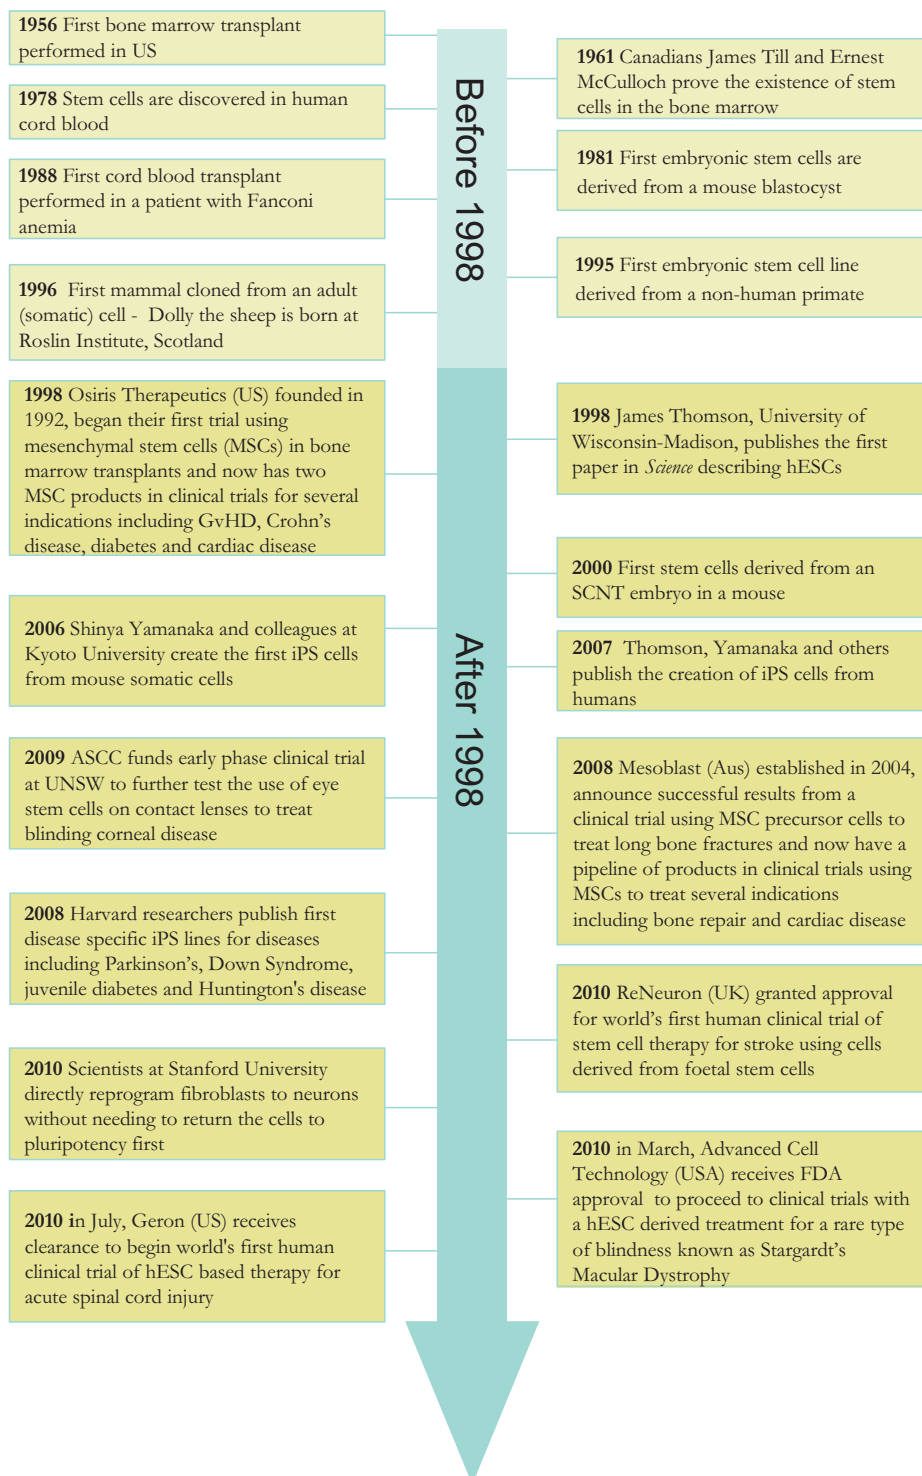 1956 First bone marrow transplant
performed in US
1961 Canadians James Till and Ernest
McCulloch prove the existence of stem
cells in the bone marrow
1978 Stem cells are discovered in human
cord blood
1981 First embryonic stem cells are
derived from a mouse blastocyst
1988 First cord blood transplant
performed in a patient with Fanconi
anemia
1995 First embryonic stem cell line
derived from a non-human primate
1996 First mammal cloned from an adult
(somatic) cell - Dolly the sheep is born at
Roslin Institute, Scotland
Before 1998
1998 Osiris Therapeutics (US) founded in
1992, began their first trial using
mesenchymal stem cells (MSCs) in bone
marrow transplants and now has two
MSC products in clinical trials for several
indications including GvHD, Crohn's
disease, diabetes and cardiac disease
1998 James Thomson, University of
Wisconsin-Madison, publishes the first
paper in Science describing hESCs
2000 First stem cells derived from an
SCNT embryo in a mouse
2006 Shinya Yamanaka and colleagues at
Kyoto University create the first iPS cells
from mouse somatic cells
2007 Thomson, Yamanaka and others
publish the creation of iPS cells from
humans
After 1998
2009 ASCC funds early phase clinical trial
at UNSW to further test the use of eye
stem cells on contact lenses to treat
blinding corneal disease
2008 Mesoblast (Aus) established in 2004,
announce successful results from a
clinical trial using MSC precursor cells to
treat long bone fractures and now have a
pipeline of products in clinical trials using
MSCs to treat several indications
including bone repair and cardiac disease
2008 Harvard researchers publish first
disease specific iPS lines for diseases
including Parkinson's, Down Syndrome,
juvenile diabetes and Huntington's disease
2010 ReNeuron (UK) granted approval
for world's first human clinical trial of
stem cell therapy for stroke using cells
derived from foetal stem cells
2010 Scientists at Stanford University
directly reprogram fibroblasts to neurons
without needing to return the cells to
pluripotency first
2010 in March, Advanced Cell
Technology (USA) receives FDA
approval to proceed to clinical trials with
a hESC derived treatment for a rare type
of blindness known as Stargardt's
Macular Dystrophy
2010 in July, Geron (US) receives
clearance to begin world's first human
clinical trial of hESC based therapy for
acute spinal cord injury